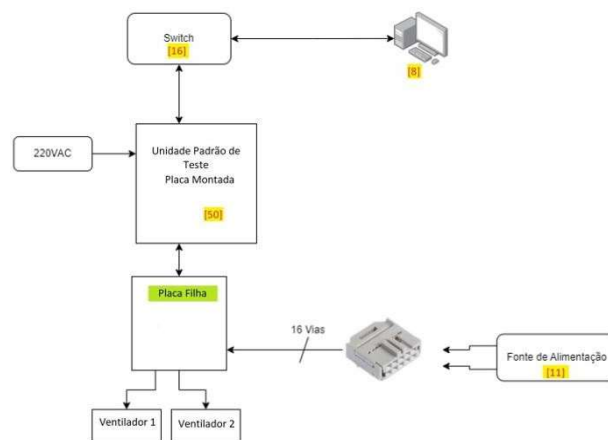 Switch
[16]
[8]
220VAC
Unidade Padrão de
Teste
Placa Montada
[50]
Placa Filha
16 Vias
Fonte de Alimentação
[11]
Ventilador 1
Ventilador 2